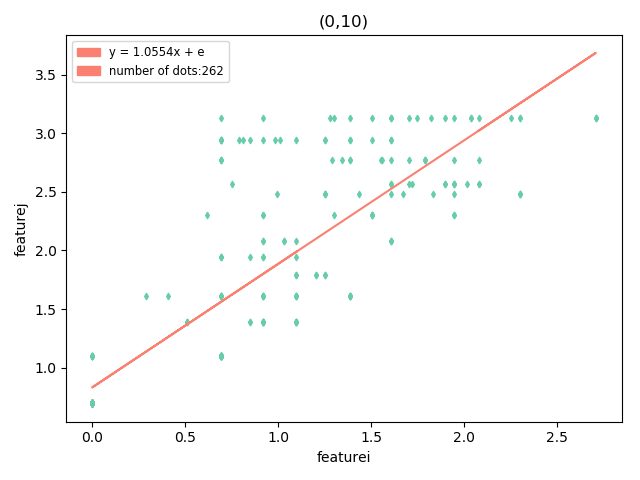 (0,10)
y = 1.0554x + e
number of dots:262
3.5
3.0
2.5
2.0
1.5
1.0
featurej
0.0 0.5 1.0 1.5 2.0 2.5
featurei